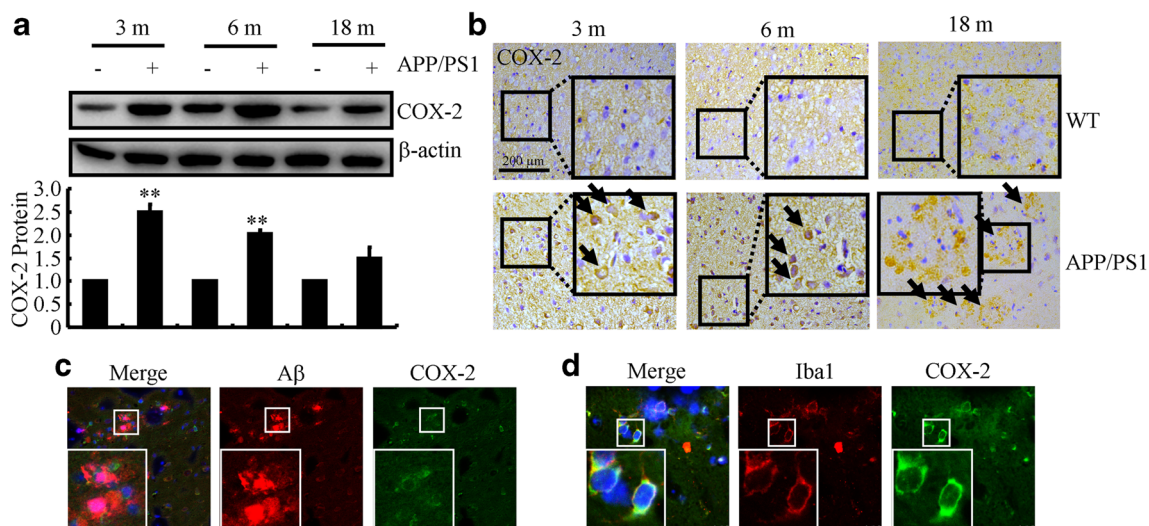 a
3 m 6 m 18 m
- + - + - + APP/PS1
COX-2
β-actin
COX-2 Protein
3.0
2.5
2.0
1.5
1.0
0.5
0
** **
b
3 m 6 m 18 m
COX-2
200 μm
WT
APP/PS1
c
Merge Aβ COX-2
d
Merge Iba1 COX-2